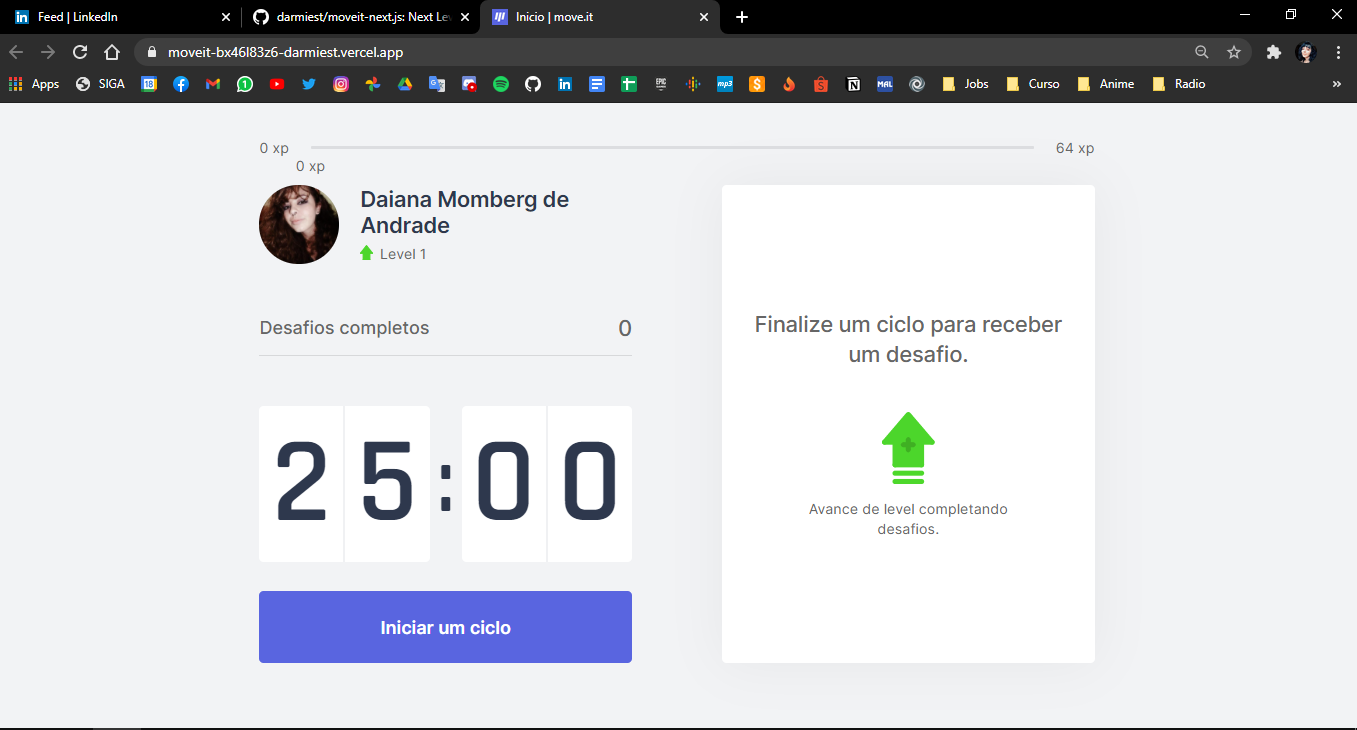 Feed | LinkedIn
darmiest/moveit-next.js: Next Le
Inicio | move.it
moveit-bx46l83z6-darmiest.vercel.app
Apps
SIGA
18
1
EPIC
mp3
MAL
Jobs
Curso
Anime
Radio
»
0 xp
64 xp
0 xp
Daiana Momberg de
Andrade
Level 1
Desafios completos
0
25:00
Iniciar um ciclo
Finalize um ciclo para receber
um desafio.
Avance de level completando
desafios.